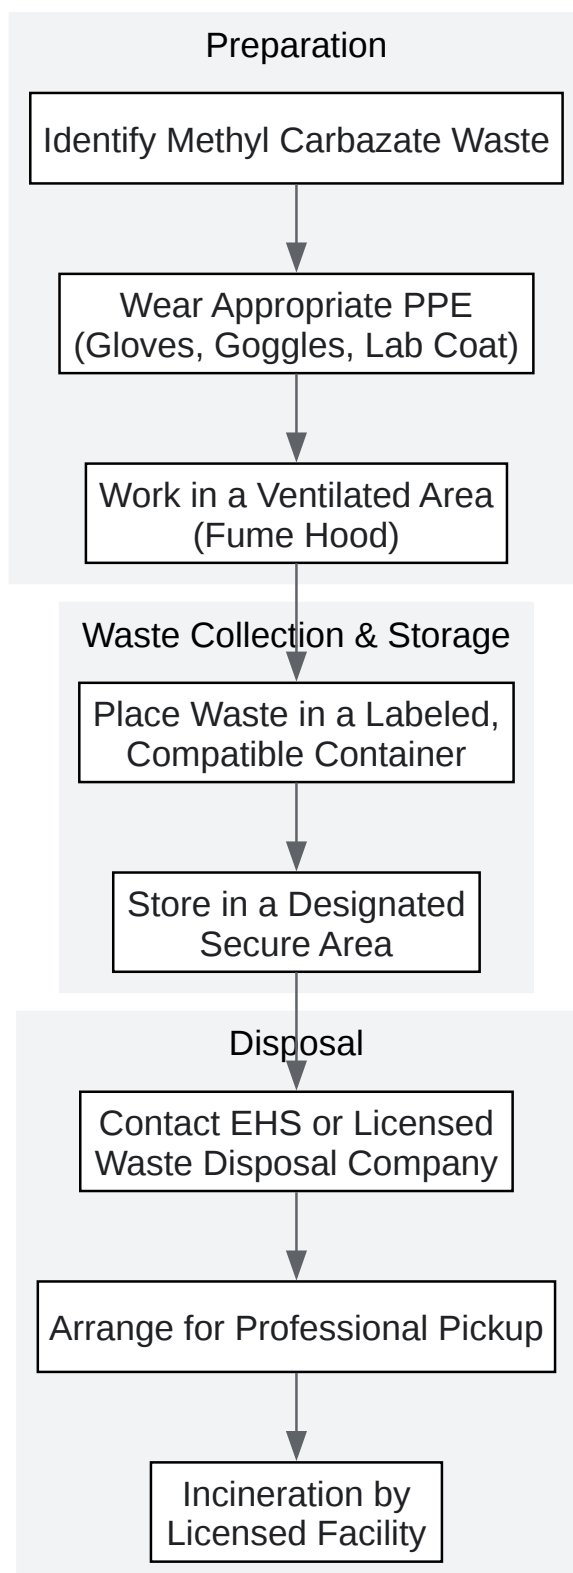 Preparation
Identify Methyl Carbazate Waste
Wear Appropriate PPE
(Gloves, Goggles, Lab Coat)
Work in a Ventilated Area
(Fume Hood)
Waste Collection & Storage
Place Waste in a Labeled,
Compatible Container
Store in a Designated
Secure Area
Disposal
Contact EHS or Licensed
Waste Disposal Company
Arrange for Professional Pickup
Incineration by
Licensed Facility